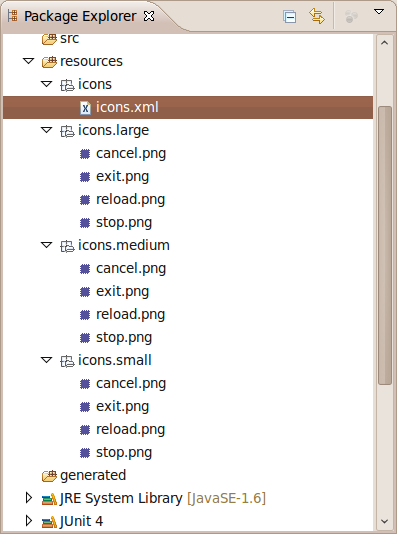 Package Explorer
src
resources
icons
icons.xml
icons.large
cancel.png
exit.png
reload.png
stop.png
icons.medium
cancel.png
exit.png
reload.png
stop.png
icons.small
cancel.png
exit.png
reload.png
stop.png
generated
JRE System Library [JavaSE-1.6]
JUnit 4